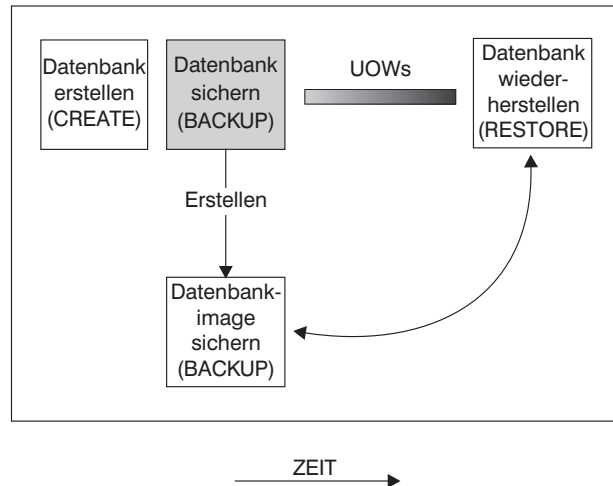 Datenbank
erstellen
(CREATE)
Datenbank
sichern
(BACKUP)
UOWs
Datenbank
wieder-
herstellen
(RESTORE)
Erstellen
Datenbank-
image
sichern
(BACKUP)
ZEIT